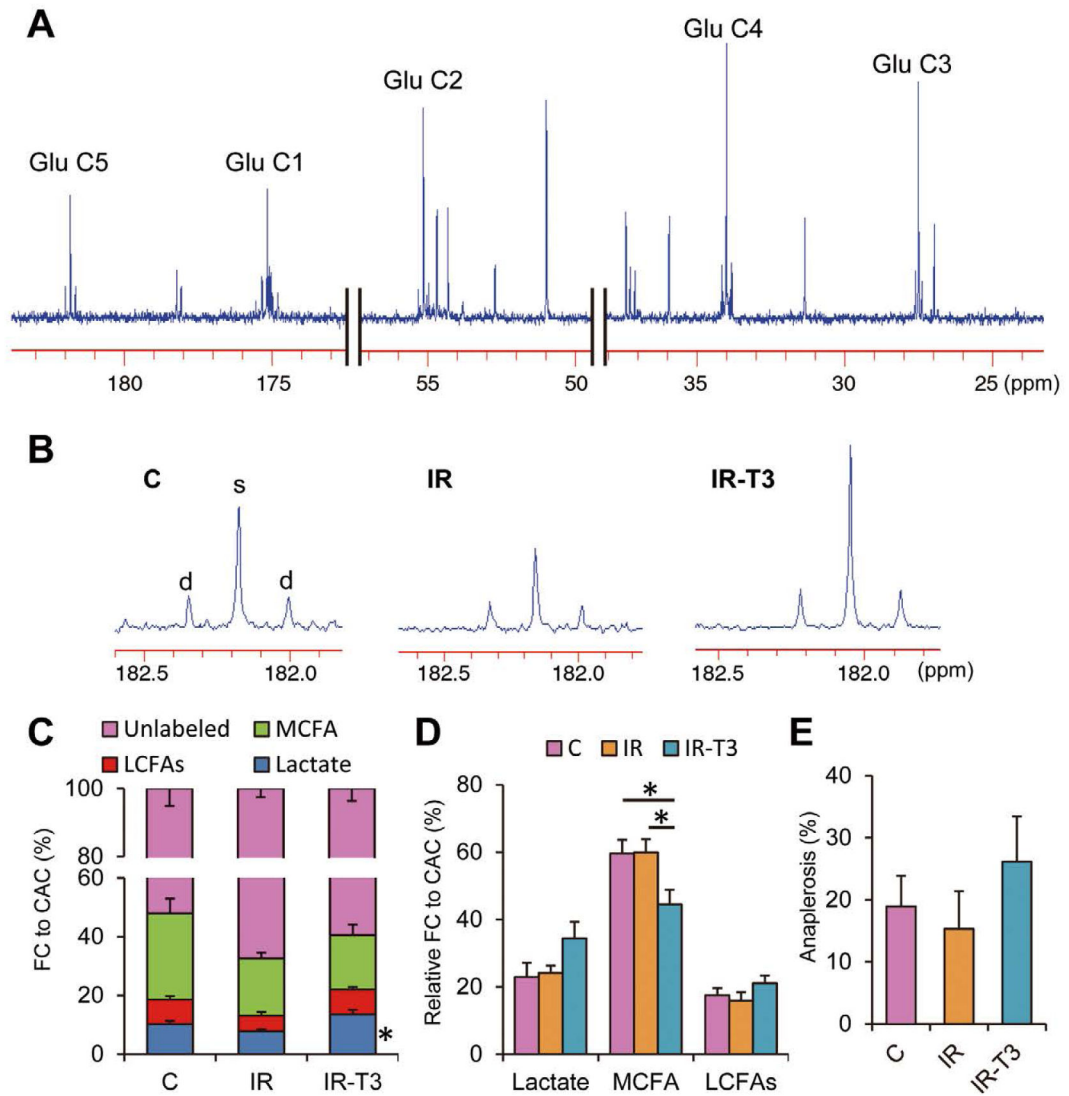 A
Glu C5
Glu C1
Glu C2
Glu C4
Glu C3
180
175
55
50
35
30
25 (ppm)
B
C
IR
IR-T3
d
s
d
182.5
182.0
182.5
182.0
182.5
182.0
(ppm)
C
Unlabeled
MCFA
LCFAs
Lactate
FC to CAC (%)
100
80
60
40
20
0
*
C
IR
IR-T3
D
C
IR
IR-T3
Relative FC to CAC (%)
80
60
40
20
0
*
*
Lactate
MCFA
LCFAs
E
Anaplerosis (%)
40
30
20
10
0
C
IR
IR-T3